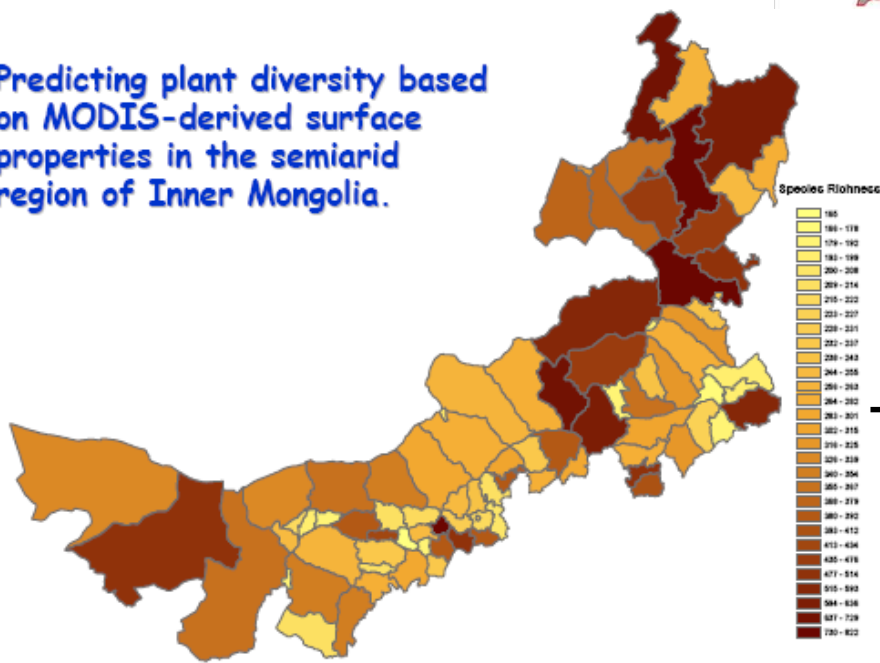 Predicting plant diversity based
on MODIS-derived surface
properties in the semiarid
region of Inner Mongolia.
Species Richness
165
166 - 178
179 - 192
193 - 199
200 - 208
209 - 214
215 - 222
223 - 227
228 - 231
232 - 237
238 - 243
244 - 255
256 - 263
264 - 282
283 - 301
302 - 315
316 - 325
326 - 339
340 - 354
355 - 367
368 - 379
380 - 392
393 - 412
413 - 434
435 - 476
477 - 514
515 - 593
594 - 636
637 - 729
730 - 822